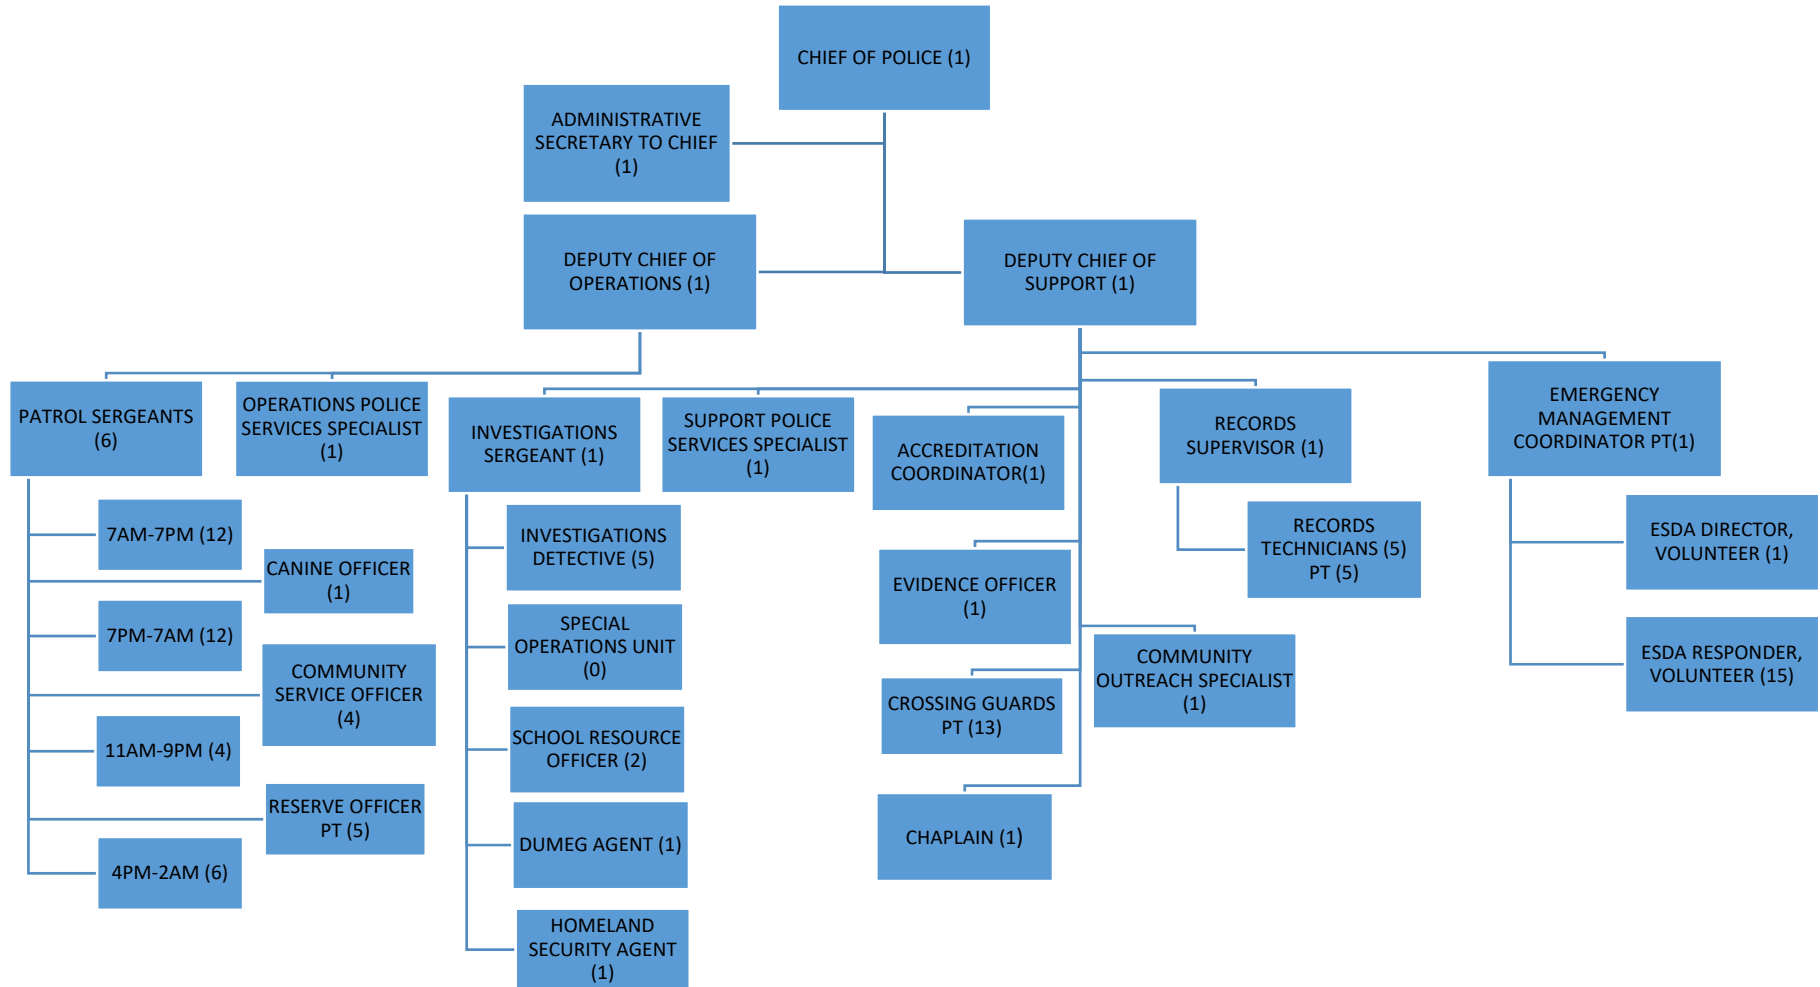 CHIEF OF POLICE (1)
ADMINISTRATIVE
SECRETARY TO CHIEF
(1)
DEPUTY CHIEF OF
OPERATIONS (1)
DEPUTY CHIEF OF
SUPPORT (1)
PATROL SERGEANTS
(6)
OPERATIONS POLICE
SERVICES SPECIALIST
(1)
INVESTIGATIONS
SERGEANT (1)
SUPPORT POLICE
SERVICES SPECIALIST
(1)
ACCREDITATION
COORDINATOR(1)
RECORDS
SUPERVISOR (1)
EMERGENCY
MANAGEMENT
COORDINATOR PT(1)
7AM-7PM (12)
CANINE OFFICER
(1)
7PM-7AM (12)
COMMUNITY
SERVICE OFFICER
(4)
11AM-9PM (4)
RESERVE OFFICER
PT (5)
4PM-2AM (6)
INVESTIGATIONS
DETECTIVE (5)
SPECIAL
OPERATIONS UNIT
(0)
SCHOOL RESOURCE
OFFICER (2)
DUMEG AGENT (1)
HOMELAND
SECURITY AGENT
(1)
EVIDENCE OFFICER
(1)
CROSSING GUARDS
PT (13)
COMMUNITY
OUTREACH SPECIALIST
(1)
CHAPLAIN (1)
RECORDS
TECHNICIANS (5)
PT (5)
ESDA DIRECTOR,
VOLUNTEER (1)
ESDA RESPONDER,
VOLUNTEER (15)